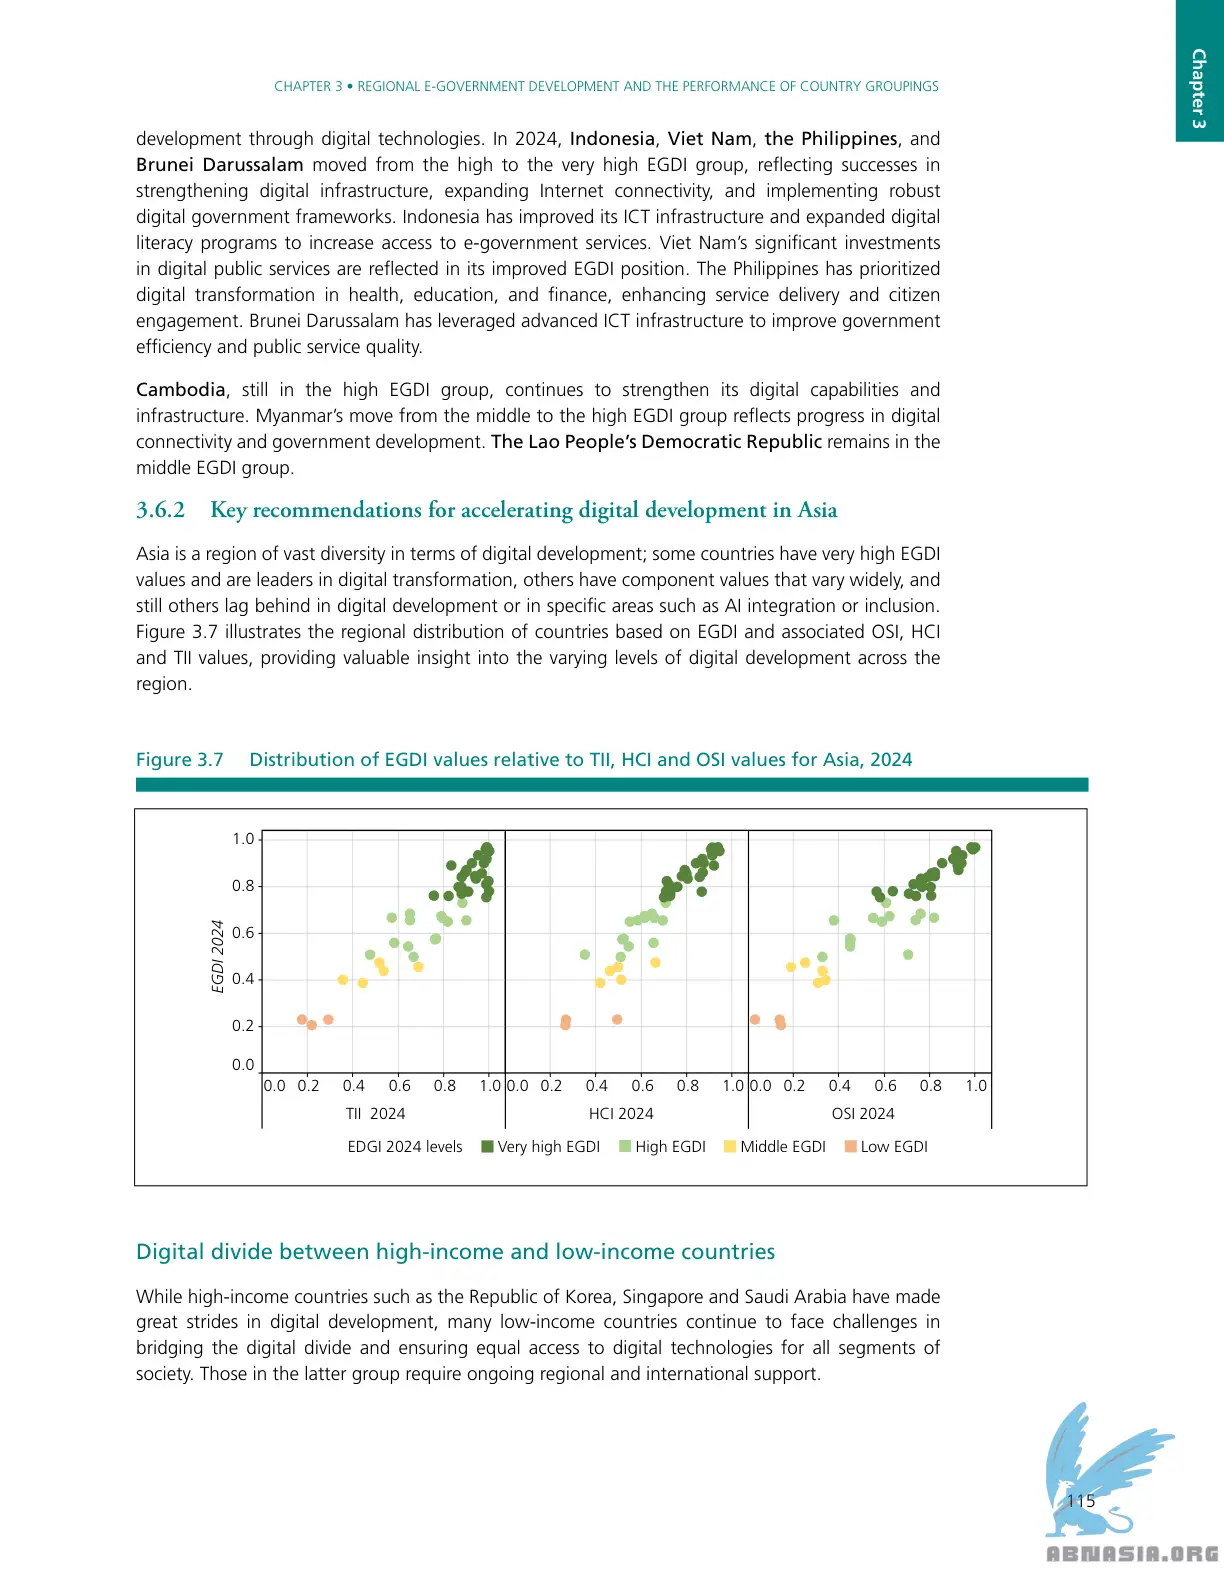 Chapter 3
CHAPTER 3 • REGIONAL E-GOVERNMENT DEVELOPMENT AND THE PERFORMANCE OF COUNTRY GROUPINGS
development through digital technologies. In 2024, Indonesia, Viet Nam, the Philippines, and
Brunei Darussalam moved from the high to the very high EGDI group, reflecting successes in
strengthening digital infrastructure, expanding Internet connectivity, and implementing robust
digital government frameworks. Indonesia has improved its ICT infrastructure and expanded digital
literacy programs to increase access to e-government services. Viet Nam’s significant investments
in digital public services are reflected in its improved EGDI position. The Philippines has prioritized
digital transformation in health, education, and finance, enhancing service delivery and citizen
engagement. Brunei Darussalam has leveraged advanced ICT infrastructure to improve government
efficiency and public service quality.
Cambodia, still in the high EGDI group, continues to strengthen its digital capabilities and
infrastructure. Myanmar’s move from the middle to the high EGDI group reflects progress in digital
connectivity and government development. The Lao People’s Democratic Republic remains in the
middle EGDI group.
3.6.2 Key recommendations for accelerating digital development in Asia
Asia is a region of vast diversity in terms of digital development; some countries have very high EGDI
values and are leaders in digital transformation, others have component values that vary widely, and
still others lag behind in digital development or in specific areas such as AI integration or inclusion.
Figure 3.7 illustrates the regional distribution of countries based on EGDI and associated OSI, HCI
and TII values, providing valuable insight into the varying levels of digital development across the
region.
Figure 3.7 Distribution of EGDI values relative to TII, HCI and OSI values for Asia, 2024
EGDI 2024
1.0
0.8
0.6
0.4
0.2
0.0
0.0 0.2 0.4 0.6 0.8 1.0 0.0 0.2 0.4 0.6 0.8 1.0 0.0 0.2 0.4 0.6 0.8 1.0
TII 2024 HCI 2024 OSI 2024
EDGI 2024 levels Very high EGDI High EGDI Middle EGDI Low EGDI
Digital divide between high-income and low-income countries
While high-income countries such as the Republic of Korea, Singapore and Saudi Arabia have made
great strides in digital development, many low-income countries continue to face challenges in
bridging the digital divide and ensuring equal access to digital technologies for all segments of
society. Those in the latter group require ongoing regional and international support.
115
ABNASIA.ORG